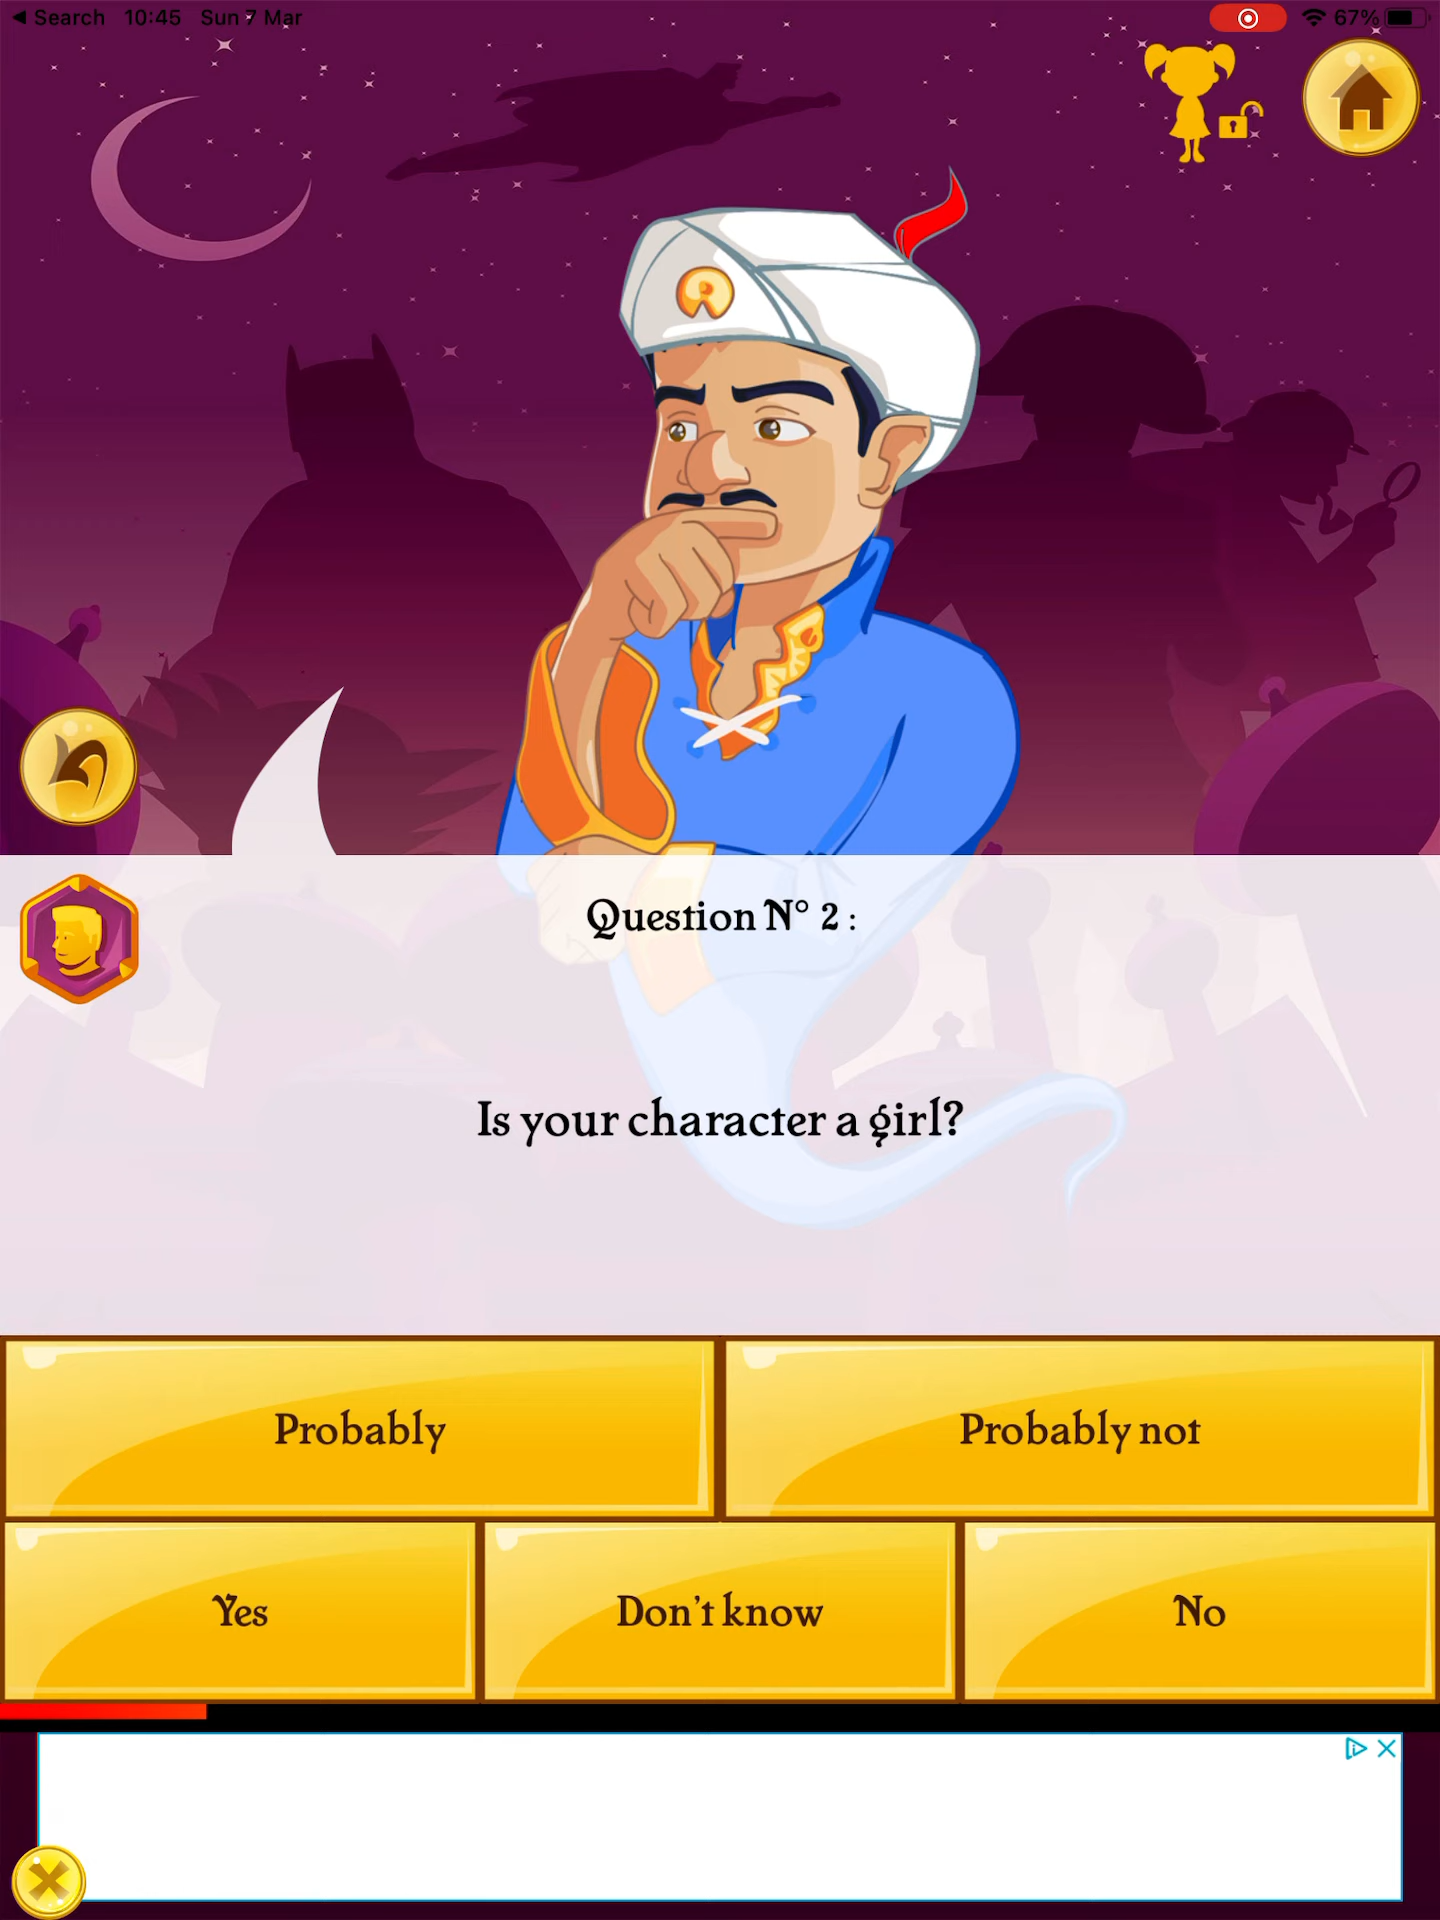 Search 10:45 Sun 7 Mar 67%
Question N° 2 :
Is your character a girl?
Probably Probably not
Yes Don't know No